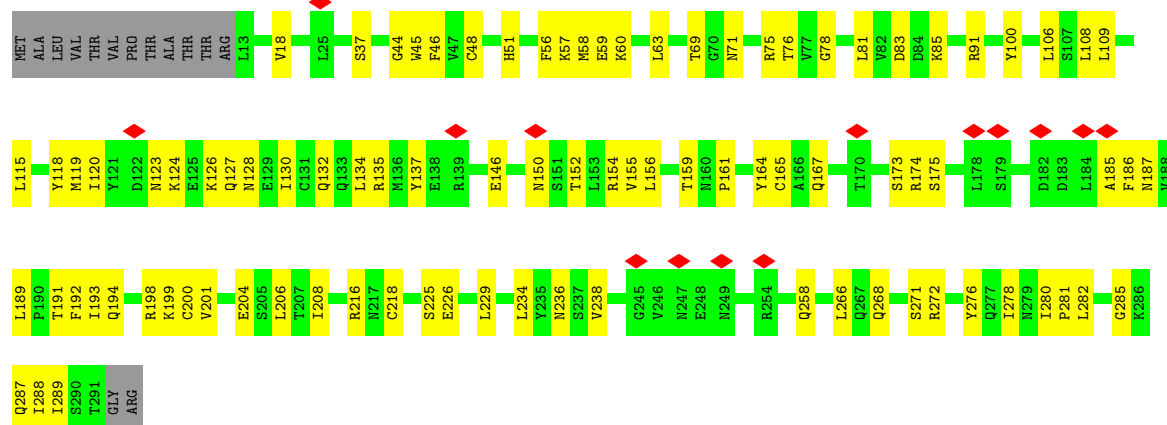 MET ALA LEU VAL THR VAL PRO THR ALA THR THR ARG L13 V18 L25 S37 G44 W45 F46 V47 C48 H51 F56 K57 M58 E59 K60 L63 T69 G70 N71 R75 T76 V77 G78 L81 V82 D83 D84 K85 R91 Y100 L106 S107 L108 L109
L115 Y118 M119 I120 Y121 D122 N123 K124 E125 K126 Q127 N128 E129 I130 C131 Q132 Q133 L134 R135 M136 Y137 E138 R139 E146 N150 S151 T152 L153 R154 V155 L156 T159 N160 P161 Y164 C165 A166 Q167 T170 S173 R174 S175 L178 S179 D182 D183 L184 A185 F186 N187 V188
L189 P190 T191 F192 I193 Q194 R198 K199 C200 V201 E204 S205 L206 T207 I208 R216 N217 C218 S225 E226 L229 L234 Y235 N236 S237 V238 G245 V246 N247 E248 N249 R254 Q258 L266 Q267 Q268 S271 R272 Y276 Q277 I278 N279 I280 P281 L282 G285 K286
Q287 I288 I289 S290 T291 GLY ARG